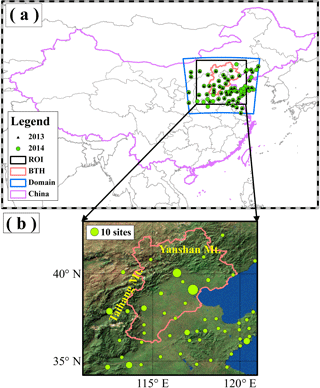 ( a )
Legend
2013
2014
ROI
BTH
Domain
China
( b )
10 sites
Yanshan Mt.
Taihang Mt.
40° N
35° N
115° E
120° E